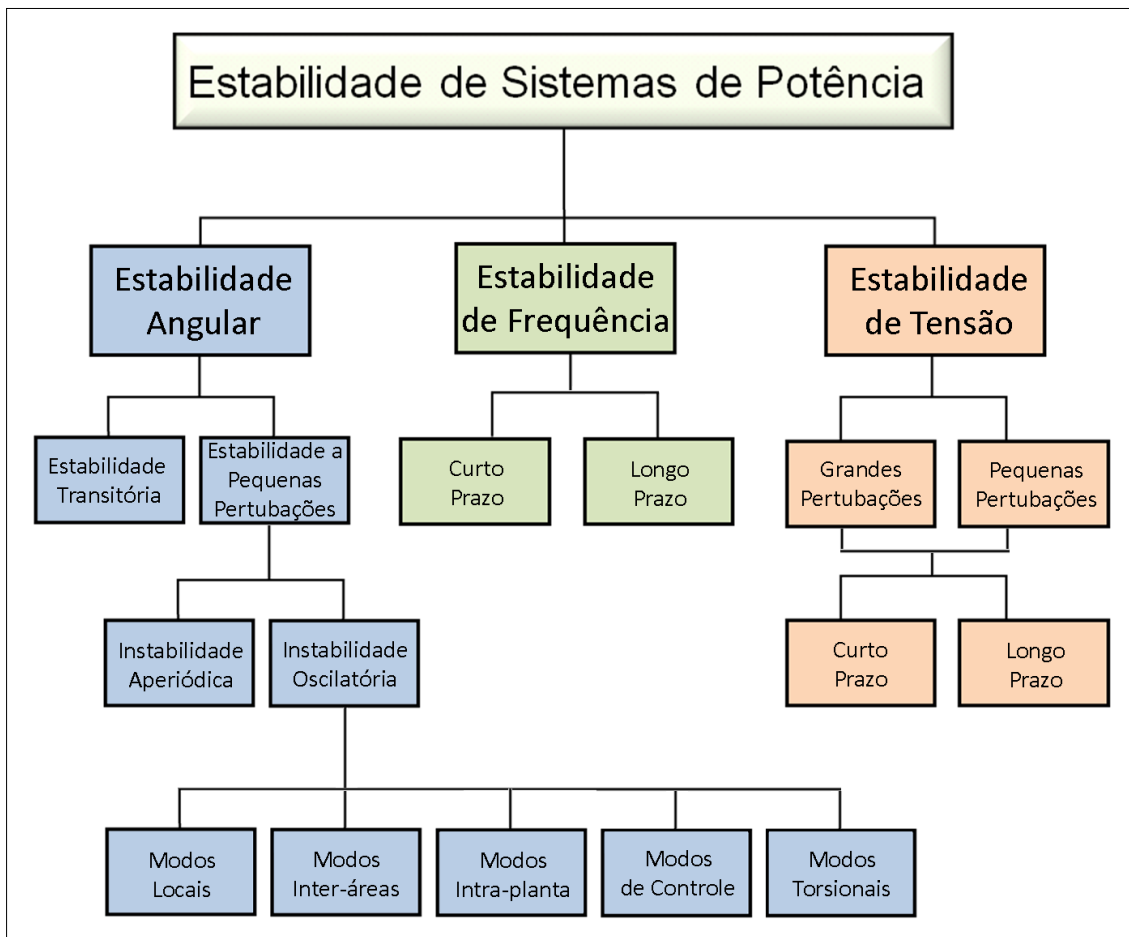 Estabilidade de Sistemas de Potência
Estabilidade
Angular
Estabilidade
de Frequência
Estabilidade
de Tensão
Estabilidade
Transitória
Estabilidade a
Pequenas
Pertubações
Curto
Prazo
Longo
Prazo
Grandes
Pertubações
Pequenas
Pertubações
Instabilidade
Aperiódica
Instabilidade
Oscilatória
Curto
Prazo
Longo
Prazo
Modos
Locais
Modos
Inter-áreas
Modos
Intra-planta
Modos
de Controle
Modos
Torsionais